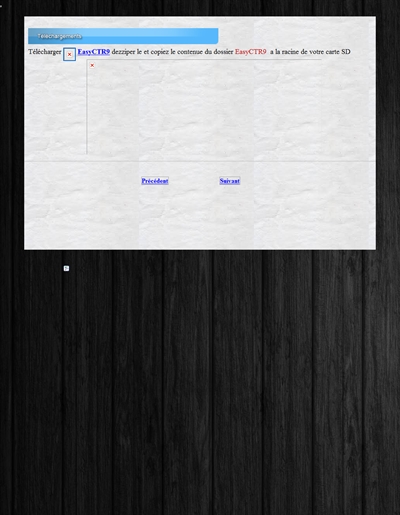 Téléchargements
Télécharger EasyCTR9 dezziper le et copiez le contenue du dossier EasyCTR9 a la racine de votre carte SD
Précédent Suivant